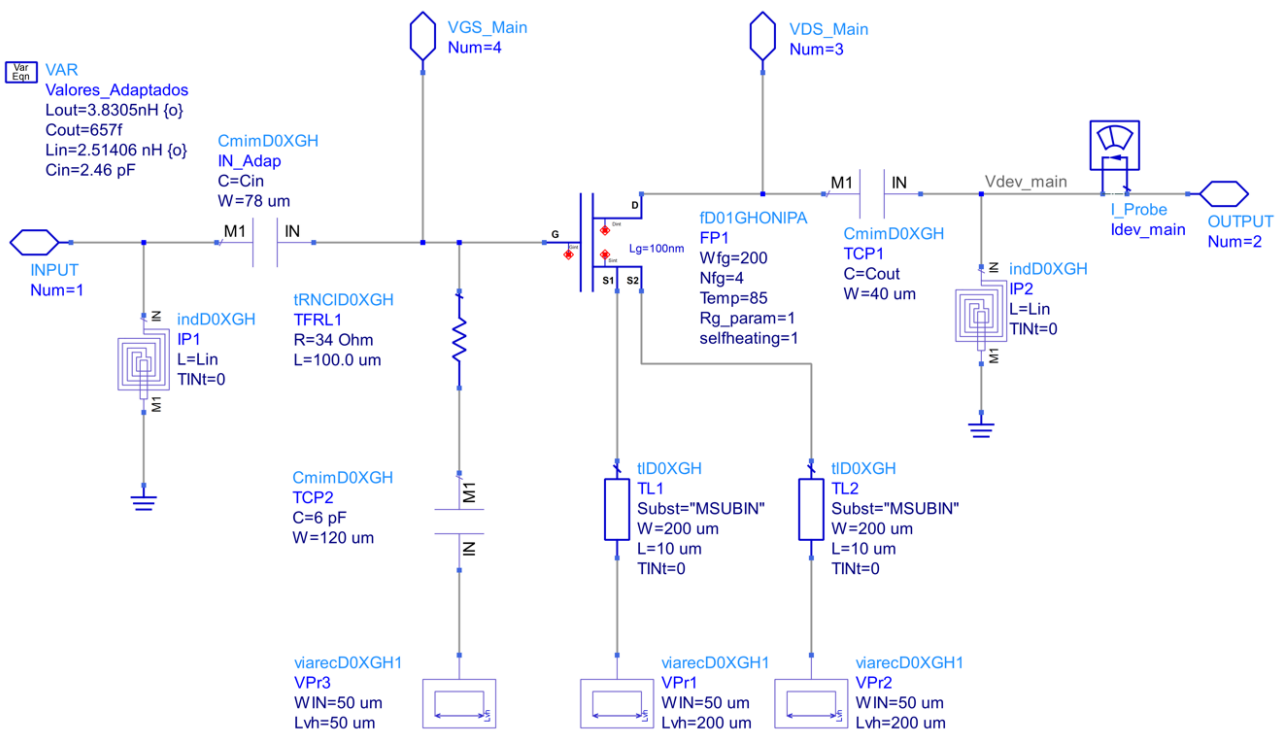 VGS_Main
Num=4
VDS_Main
Num=3
Var
Eqn
VAR
Valores_Adaptados
Lout=3.8305nH {o}
Cout=657f
Lin=2.51406 nH {o}
Cin=2.46 pF
CmimD0XGH
IN_Adap
C=Cin
W=78 um
M1
IN
INPUT
Num=1
IN
indD0XGH
IP1
L=Lin
TINt=0
M1
tRNCID0XGH
TFRL1
R=34 Ohm
L=100.0 um
CmimD0XGH
TCP2
C=6 pF
W=120 um
M1
IN
viarecD0XGH1
VPr3
WIN=50 um
Lvh=50 um
Lvh
G
D
S1
S2
Lg=100nm
fD01GHONIPA
FP1
Wfg=200
Nfg=4
Temp=85
Rg_param=1
selfheating=1
M1
IN
CmimD0XGH
TCP1
C=Cout
W=40 um
Vdev_main
I_Probe
Idev_main
OUTPUT
Num=2
IN
indD0XGH
IP2
L=Lin
TINt=0
M1
tlD0XGH
TL1
Subst="MSUBIN"
W=200 um
L=10 um
TINt=0
tlD0XGH
TL2
Subst="MSUBIN"
W=200 um
L=10 um
TINt=0
viarecD0XGH1
VPr1
WIN=50 um
Lvh=200 um
Lvh
viarecD0XGH1
VPr2
WIN=50 um
Lvh=200 um
Lvh